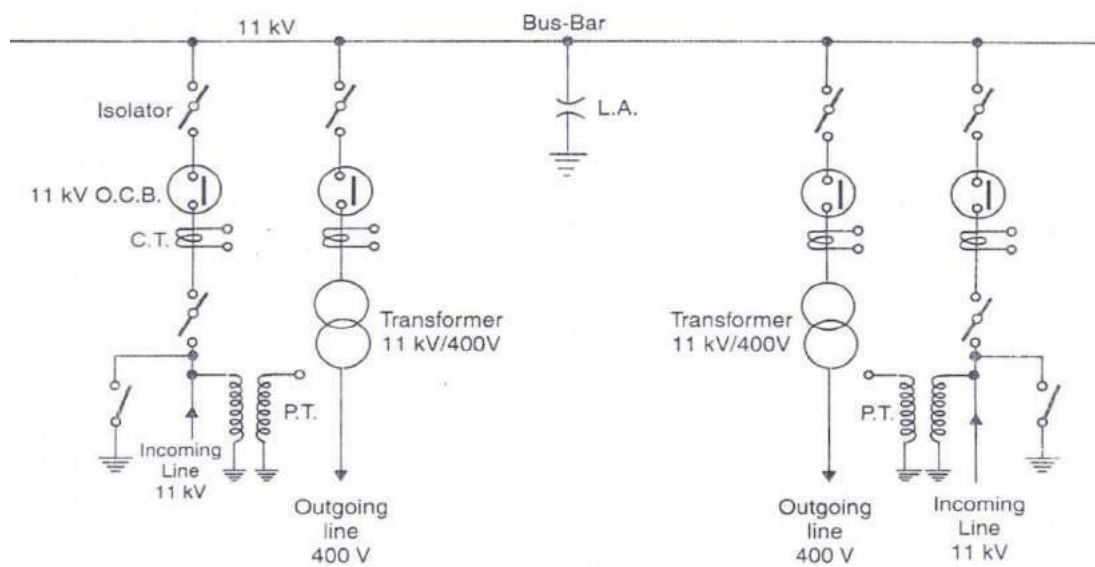 11 kV
Bus-Bar
Isolator
L.A.
11 kV O.C.B.
C.T.
Transformer
11 kV/400V
Transformer
11 kV/400V
P.T.
P.T.
Incoming
Line
11 kV
Outgoing
line
400 V
Outgoing
line
400 V
Incoming
Line
11 kV